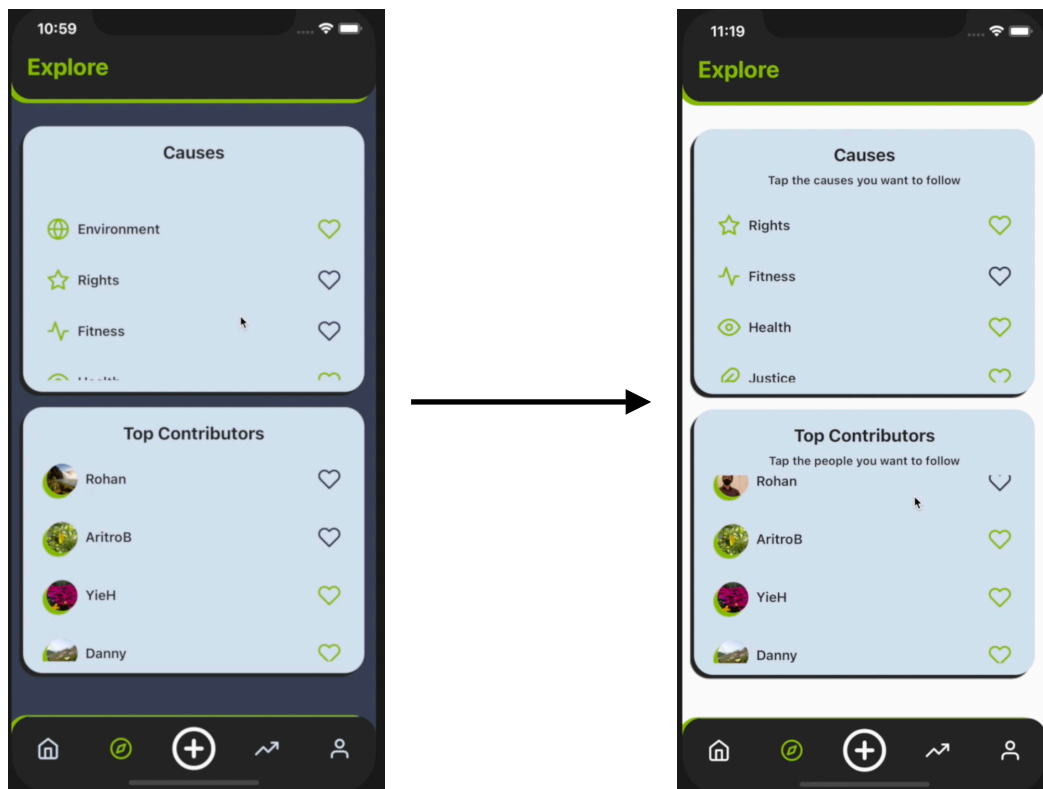 10:59
Explore
Causes
Environment
Rights
Fitness
Health
Top Contributors
Rohan
AritroB
YieH
Danny
11:19
Explore
Causes
Tap the causes you want to follow
Rights
Fitness
Health
Justice
Top Contributors
Tap the people you want to follow
Rohan
AritroB
YieH
Danny